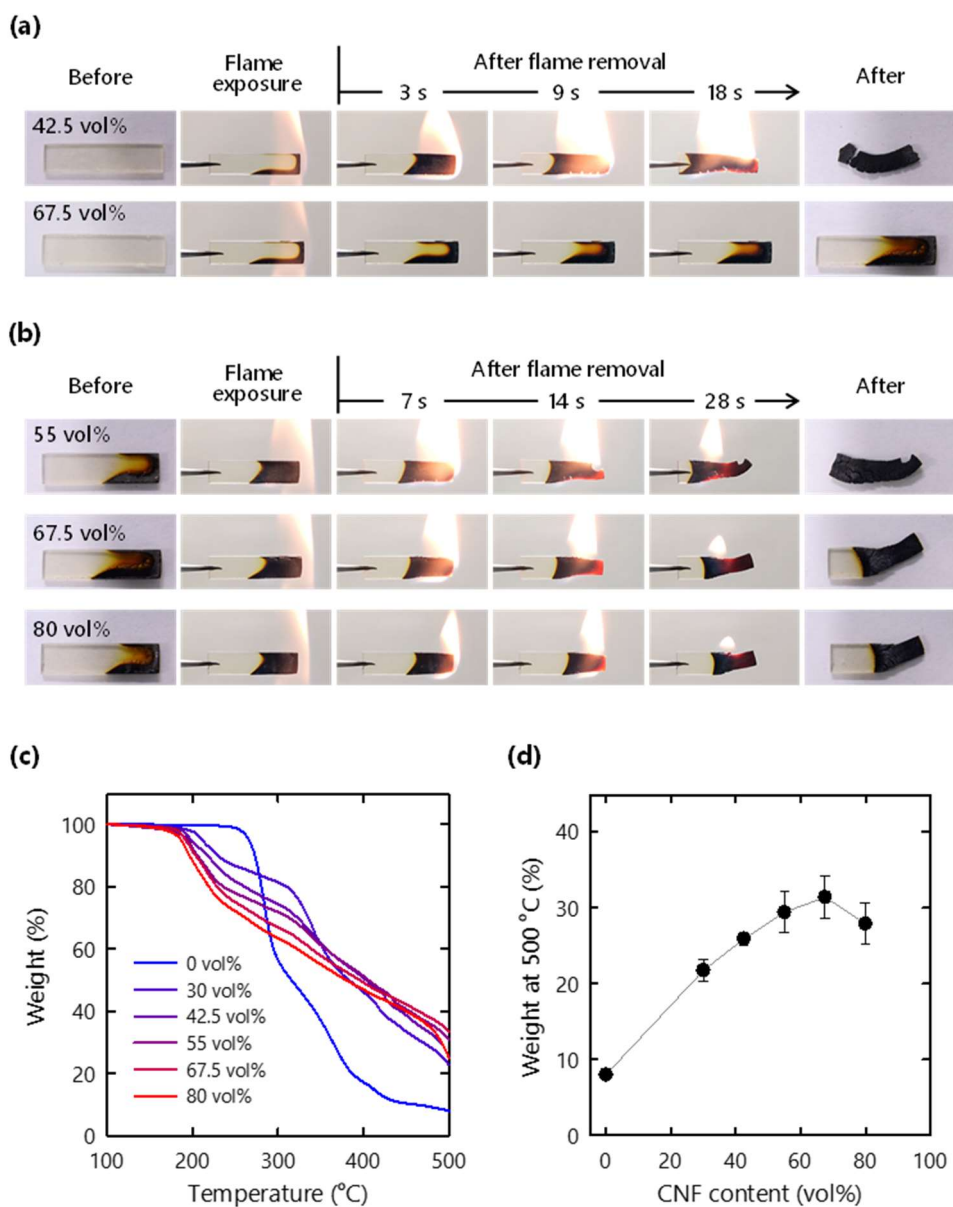 (a)
Before
Flame
exposure
After flame removal
3 s
9 s
18 s
After
42.5 vol%
67.5 vol%
(b)
Before
Flame
exposure
After flame removal
7 s
14 s
28 s
After
55 vol%
67.5 vol%
80 vol%
(c)
Weight (%)
100
80
60
40
20
0
0 vol%
30 vol%
42.5 vol%
55 vol%
67.5 vol%
80 vol%
100
200
300
400
500
Temperature (°C)
(d)
Weight at 500 °C (%)
40
30
20
10
0
0
20
40
60
80
100
CNF content (vol%)